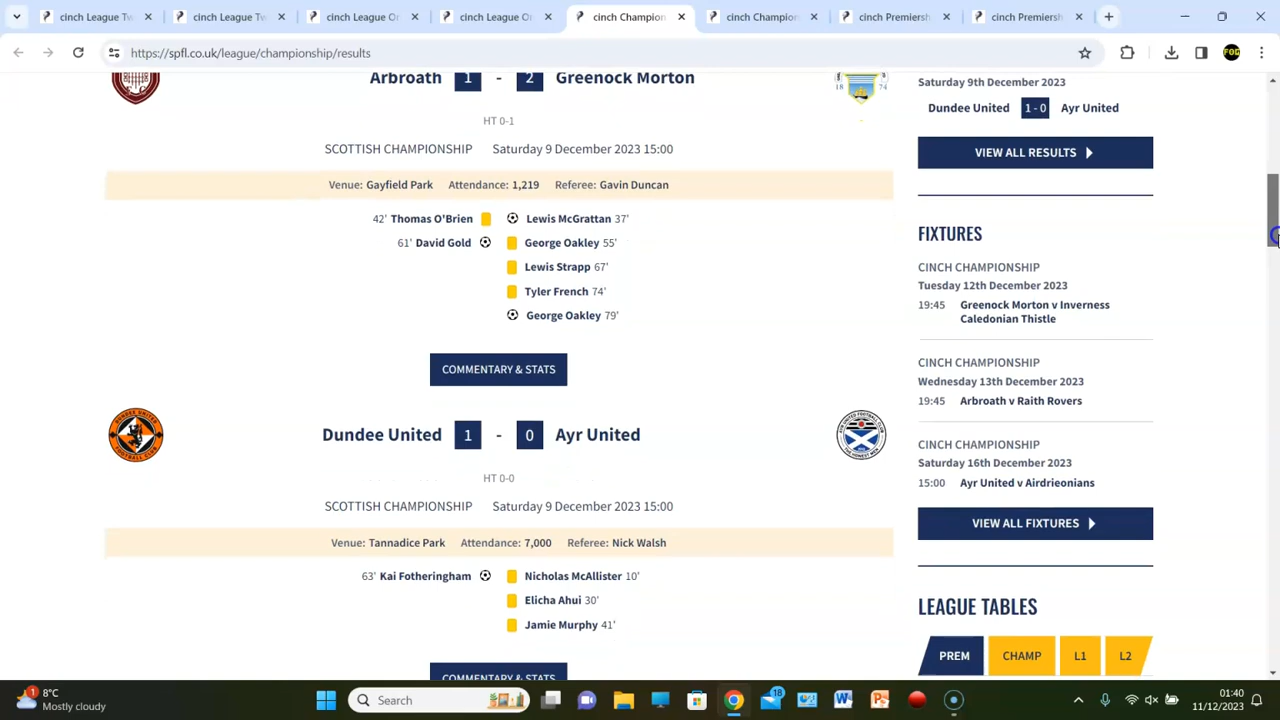 cinch League Tw
cinch League Tw
cinch League O
cinch League O
cinch Champion
cinch Champion
cinch Premiersh
cinch Premiersh
https://spfl.co.uk/league/championship/results
FOG
Arbroath 1 - 2 Greenock Morton
18 74
HT 0-1
SCOTTISH CHAMPIONSHIP Saturday 9 December 2023 15:00
Venue: Gayfield Park Attendance: 1,219 Referee: Gavin Duncan
42' Thomas O'Brien
Lewis McGrattan 37'
61' David Gold
George Oakley 55'
Lewis Strapp 67'
Tyler French 74'
George Oakley 79'
COMMENTARY & STATS
Dundee United 1 - 0 Ayr United
HT 0-0
SCOTTISH CHAMPIONSHIP Saturday 9 December 2023 15:00
Venue: Tannadice Park Attendance: 7,000 Referee: Nick Walsh
63' Kai Fotheringham
Nicholas McAllister 10'
Elicha Ahui 30'
Jamie Murphy 41'
COMMENTARY & STATS
Saturday 9th December 2023
Dundee United 1 - 0 Ayr United
VIEW ALL RESULTS
FIXTURES
CINCH CHAMPIONSHIP
Tuesday 12th December 2023
19:45 Greenock Morton v Inverness
Caledonian Thistle
CINCH CHAMPIONSHIP
Wednesday 13th December 2023
19:45 Arbroath v Raith Rovers
CINCH CHAMPIONSHIP
Saturday 16th December 2023
15:00 Ayr United v Airdrieonians
VIEW ALL FIXTURES
LEAGUE TABLES
PREM CHAMP L1 L2
1
8°C
Mostly cloudy
Search
18
01:40
11/12/2023